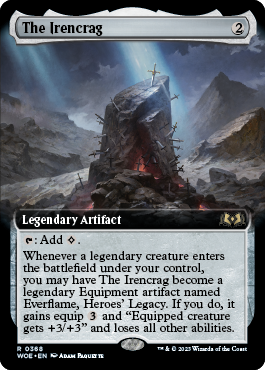 The Irencrag 2
Legendary Artifact
: Add .
Whenever a legendary creature enters
the battlefield under your control,
you may have The Irencrag become a
legendary Equipment artifact named
Everflame, Heroes' Legacy. If you do, it
gains equip 3 and “Equipped creature
gets +3/+3” and loses all other abilities.
R 0368
WOE • EN Adam Paquette
™ & © 2023 Wizards of the Coast